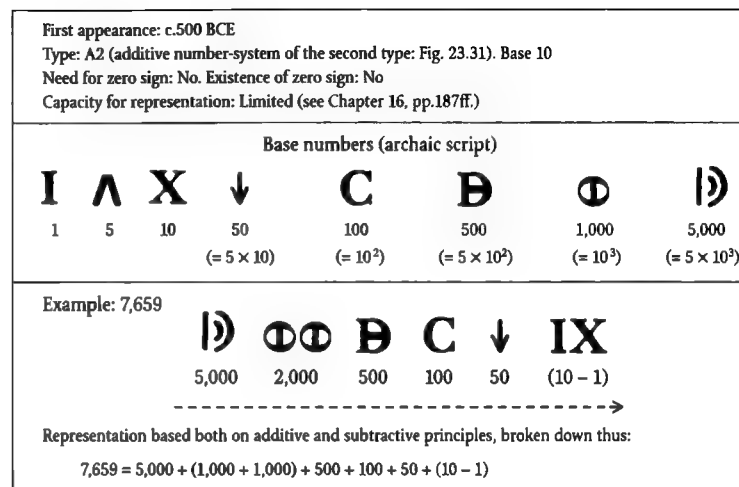 First appearance: c.500 BCE
Type: A2 (additive number-system of the second type: Fig. 23.31). Base 10
Need for zero sign: No. Existence of zero sign: No
Capacity for representation: Limited (see Chapter 16, pp.187ff.)
Base numbers (archaic script)
I Λ X ↓ C D ⦶ |))
1 5 10 50 100 500 1,000 5,000
(= 5 × 10) (= 10²) (= 5 × 10²) (= 10³) (= 5 × 10³)
Example: 7,659
|)) ⦶⦶ D C ↓ IX
5,000 2,000 500 100 50 (10 – 1)
Representation based both on additive and subtractive principles, broken down thus:
7,659 = 5,000 + (1,000 + 1,000) + 500 + 100 + 50 + (10 – 1)